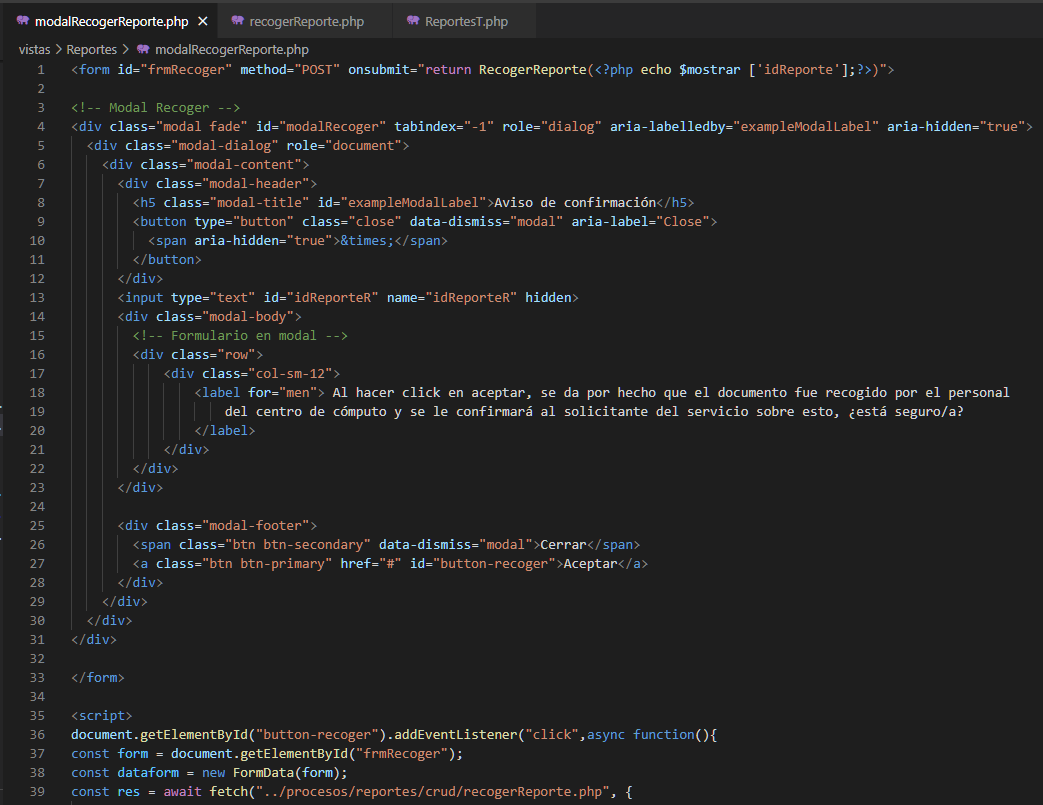 modalRecogerReporte.php × recogerReporte.php ReportesT.php
vistas > Reportes > modalRecogerReporte.php
1 <form id="frmRecoger" method="POST" onsubmit="return RecogerReporte(<?php echo $mostrar ['idReporte'];?>)">
2
3 <!-- Modal Recoger -->
4 <div class="modal fade" id="modalRecoger" tabindex="-1" role="dialog" aria-labelledby="exampleModalLabel" aria-hidden="true">
5 <div class="modal-dialog" role="document">
6 <div class="modal-content">
7 <div class="modal-header">
8 <h5 class="modal-title" id="exampleModalLabel">Aviso de confirmación</h5>
9 <button type="button" class="close" data-dismiss="modal" aria-label="Close">
10 <span aria-hidden="true">&times;</span>
11 </button>
12 </div>
13 <input type="text" id="idReporteR" name="idReporteR" hidden>
14 <div class="modal-body">
15 <!-- Formulario en modal -->
16 <div class="row">
17 <div class="col-sm-12">
18 <label for="men"> Al hacer click en aceptar, se da por hecho que el documento fue recogido por el personal
19 del centro de cómputo y se le confirmará al solicitante del servicio sobre esto, ¿está seguro/a?
20 </label>
21 </div>
22 </div>
23 </div>
24
25 <div class="modal-footer">
26 <span class="btn btn-secondary" data-dismiss="modal">Cerrar</span>
27 <a class="btn btn-primary" href="#" id="button-recoger">Aceptar</a>
28 </div>
29 </div>
30 </div>
31 </div>
32
33 </form>
34
35 <script>
36 document.getElementById("button-recoger").addEventListener("click",async function(){
37 const form = document.getElementById("frmRecoger");
38 const dataform = new FormData(form);
39 const res = await fetch("../procesos/reportes/crud/recogerReporte.php", {